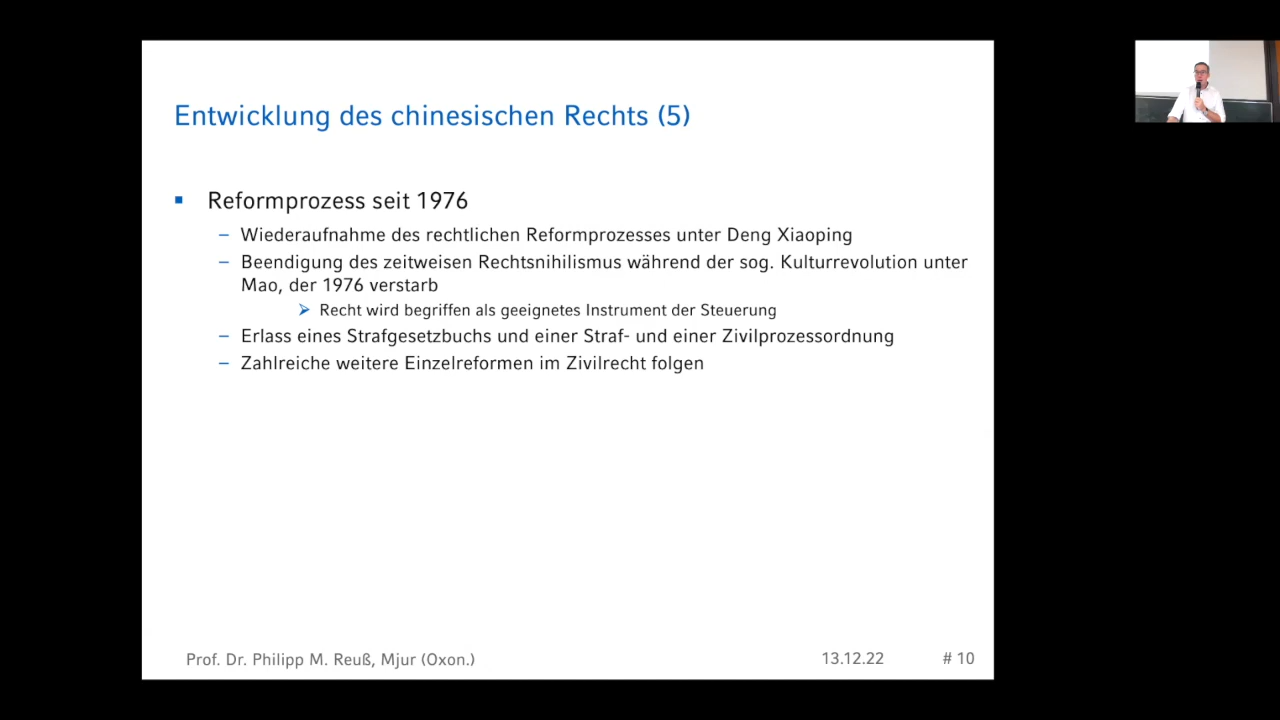 Entwicklung des chinesischen Rechts (5)
Reformprozess seit 1976
– Wiederaufnahme des rechtlichen Reformprozesses unter Deng Xiaoping
– Beendigung des zeitweisen Rechtsnihilismus während der sog. Kulturrevolution unter
Mao, der 1976 verstarb
Recht wird begriffen als geeignetes Instrument der Steuerung
– Erlass eines Strafgesetzbuchs und einer Straf- und einer Zivilprozessordnung
– Zahlreiche weitere Einzelreformen im Zivilrecht folgen
Prof. Dr. Philipp M. Reuß, Mjur (Oxon.) 13.12.22 # 10